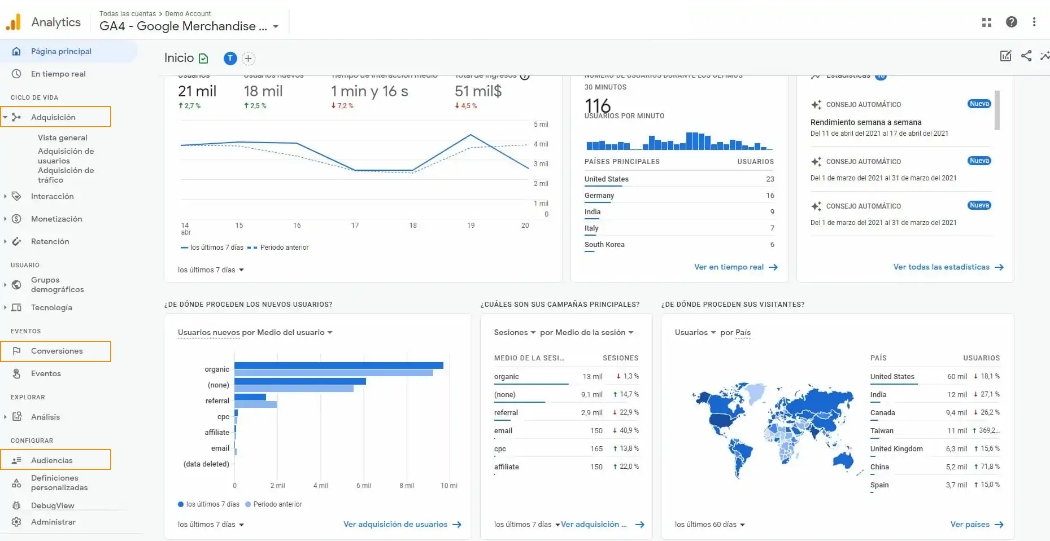 Analytics
Todas las cuentas > Demo Account
GA4 - Google Merchandise ...
Página principal
En tiempo real
CICLO DE VIDA
Adquisición
Vista general
Adquisición de
usuarios
Adquisición de
tráfico
Interacción
Monetización
Retención
USUARIO
Grupos
demográficos
Tecnología
EVENTOS
Conversiones
Eventos
EXPLORAR
Análisis
CONFIGURAR
Audiencias
Definiciones
personalizadas
DebugView
Administrar
Inicio
T
Usuarios Usuarios nuevos Tiempo de interacción medio Total de ingresos
21 mil 18 mil 1 min y 16 s 51 mil$
↑ 2,7 % ↑ 2,5 % ↓ 7,2 % ↓ 4,5 %
5 mil
4 mil
3 mil
2 mil
1 mil
0
14 15 16 17 18 19 20
abr
los últimos 7 días Periodo anterior
los últimos 7 días
NÚMERO DE USUARIOS DURANTE LOS ÚLTIMOS
30 MINUTOS
116
USUARIOS POR MINUTO
PAÍSES PRINCIPALES USUARIOS
United States 23
Germany 16
India 9
Italy 7
South Korea 6
Ver en tiempo real
Estadísticas
CONSEJO AUTOMÁTICO Nueva
Rendimiento semana a semana
Del 11 de abril del 2021 al 17 de abril del 2021
CONSEJO AUTOMÁTICO Nueva
Del 1 de marzo del 2021 al 31 de marzo del 2021
CONSEJO AUTOMÁTICO Nueva
Del 1 de marzo del 2021 al 31 de marzo del 2021
Ver todas las estadísticas
¿DE DÓNDE PROCEDEN LOS NUEVOS USUARIOS?
Usuarios nuevos por Medio del usuario
organic
(none)
referral
cpc
affiliate
email
(data deleted)
0 2 mil 4 mil 6 mil 8 mil 10 mil
los últimos 7 días Periodo anterior
los últimos 7 días Ver adquisición de usuarios
¿CUÁLES SON SUS CAMPAÑAS PRINCIPALES?
Sesiones por Medio de la sesión
MEDIO DE LA SESI... SESIONES
organic 13 mil ↓ 1,3 %
(none) 9,1 mil ↑ 14,7 %
referral 2,9 mil ↓ 22,9 %
email 150 ↓ 40,9 %
cpc 165 ↑ 13,8 %
affiliate 150 ↑ 22,0 %
los últimos 7 días Ver adquisición ...
¿DE DÓNDE PROCEDEN SUS VISITANTES?
Usuarios por País
PAÍS USUARIOS
United States 60 mil ↓ 18,1 %
India 12 mil ↓ 27,1 %
Canada 9,4 mil ↓ 26,2 %
Taiwan 11 mil ↑ 369,2...
United Kingdom 6,3 mil ↑ 15,6 %
China 5,2 mil ↑ 71,8 %
Spain 3,7 mil ↑ 15,0 %
los últimos 60 días Ver países